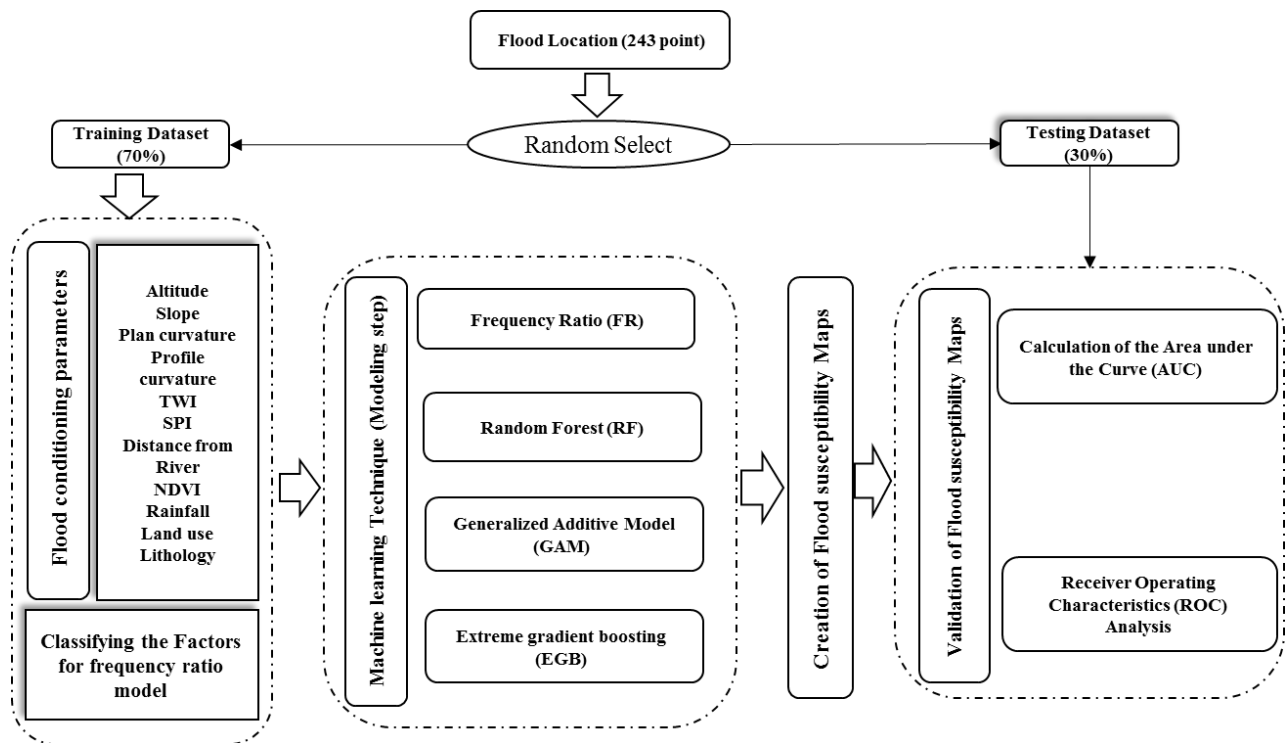 Flood Location (243 point)
Random Select
Training Dataset
(70%)
Testing Dataset
(30%)
Flood conditioning parameters
Altitude
Slope
Plan curvature
Profile
curvature
TWI
SPI
Distance from
River
NDVI
Rainfall
Land use
Lithology
Classifying the Factors
for frequency ratio
model
Machine learning Technique (Modeling step)
Frequency Ratio (FR)
Random Forest (RF)
Generalized Additive Model
(GAM)
Extreme gradient boosting
(EGB)
Creation of Flood susceptibility Maps
Validation of Flood susceptibility Maps
Calculation of the Area under
the Curve (AUC)
Receiver Operating
Characteristics (ROC)
Analysis